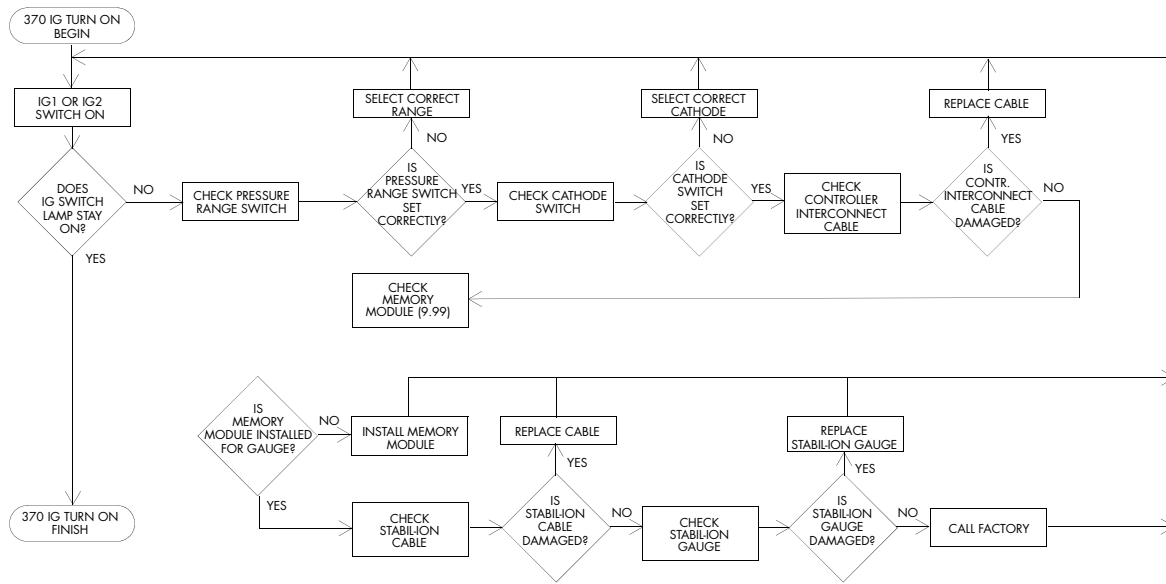 370 IG TURN ON
BEGIN
IG1 OR IG2
SWITCH ON
DOES
IG SWITCH
LAMP STAY
ON?
NO
YES
CHECK PRESSURE
RANGE SWITCH
SELECT CORRECT
RANGE
NO
IS
PRESSURE
RANGE SWITCH
SET
CORRECTLY?
YES
CHECK CATHODE
SWITCH
SELECT CORRECT
CATHODE
NO
IS
CATHODE
SWITCH
SET
CORRECTLY?
YES
CHECK
CONTROLLER
INTERCONNECT
CABLE
REPLACE CABLE
YES
IS
CONTR.
INTERCONNECT
CABLE
DAMAGED?
NO
CHECK
MEMORY
MODULE (9.99)
IS
MEMORY
MODULE INSTALLED
FOR GAUGE?
NO
INSTALL MEMORY
MODULE
YES
CHECK
STABIL-ION
CABLE
REPLACE CABLE
YES
IS
STABIL-ION
CABLE
DAMAGED?
NO
CHECK
STABIL-ION
GAUGE
REPLACE
STABIL-ION GAUGE
YES
IS
STABIL-ION
GAUGE
DAMAGED?
NO
CALL FACTORY
370 IG TURN ON
FINISH